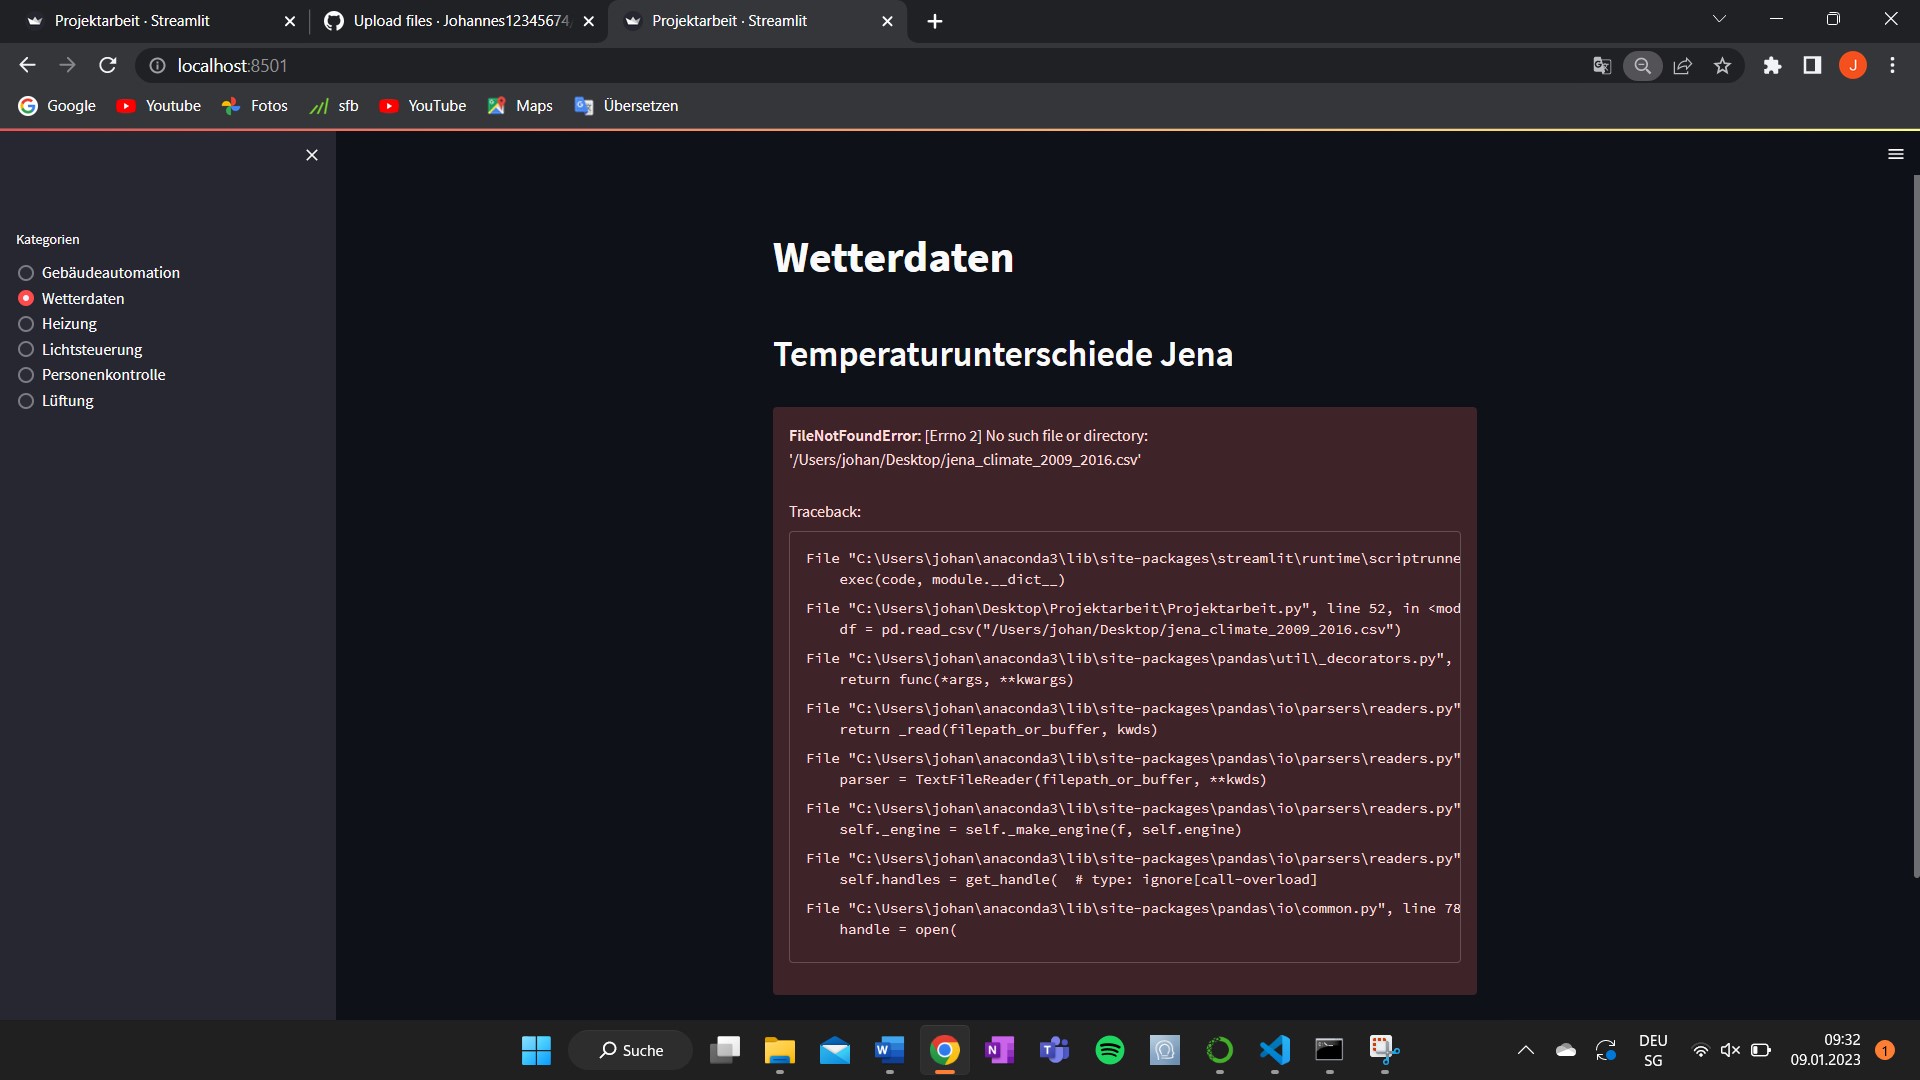 Projektarbeit · Streamlit
Upload files · Johannes12345674
Projektarbeit · Streamlit
localhost:8501
J
Google
Youtube
Fotos
sfb
YouTube
Maps
Übersetzen
Kategorien
Gebäudeautomation
Wetterdaten
Heizung
Lichtsteuerung
Personenkontrolle
Lüftung
Wetterdaten
Temperaturunterschiede Jena
FileNotFoundError: [Errno 2] No such file or directory:
'/Users/johan/Desktop/jena_climate_2009_2016.csv'
Traceback:
File "C:\Users\johan\anaconda3\lib\site-packages\streamlit\runtime\scriptrunne
exec(code, module.__dict__)
File "C:\Users\johan\Desktop\Projektarbeit\Projektarbeit.py", line 52, in <mod
df = pd.read_csv("/Users/johan/Desktop/jena_climate_2009_2016.csv")
File "C:\Users\johan\anaconda3\lib\site-packages\pandas\util\_decorators.py",
return func(*args, **kwargs)
File "C:\Users\johan\anaconda3\lib\site-packages\pandas\io\parsers\readers.py"
return _read(filepath_or_buffer, kwds)
File "C:\Users\johan\anaconda3\lib\site-packages\pandas\io\parsers\readers.py"
parser = TextFileReader(filepath_or_buffer, **kwds)
File "C:\Users\johan\anaconda3\lib\site-packages\pandas\io\parsers\readers.py"
self._engine = self._make_engine(f, self.engine)
File "C:\Users\johan\anaconda3\lib\site-packages\pandas\io\parsers\readers.py"
self.handles = get_handle(  # type: ignore[call-overload]
File "C:\Users\johan\anaconda3\lib\site-packages\pandas\io\common.py", line 78
handle = open(
Suche
DEU
SG
09:32
09.01.2023
1